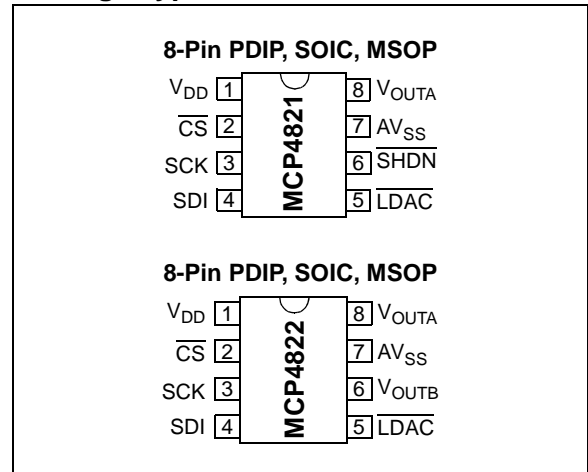 8-Pin PDIP, SOIC, MSOP
VDD 1 8 VOUTA
CS 2 7 AVSS
SCK 3 6 SHDN
SDI 4 5 LDAC
MCP4821
8-Pin PDIP, SOIC, MSOP
VDD 1 8 VOUTA
CS 2 7 AVSS
SCK 3 6 VOUTB
SDI 4 5 LDAC
MCP4822